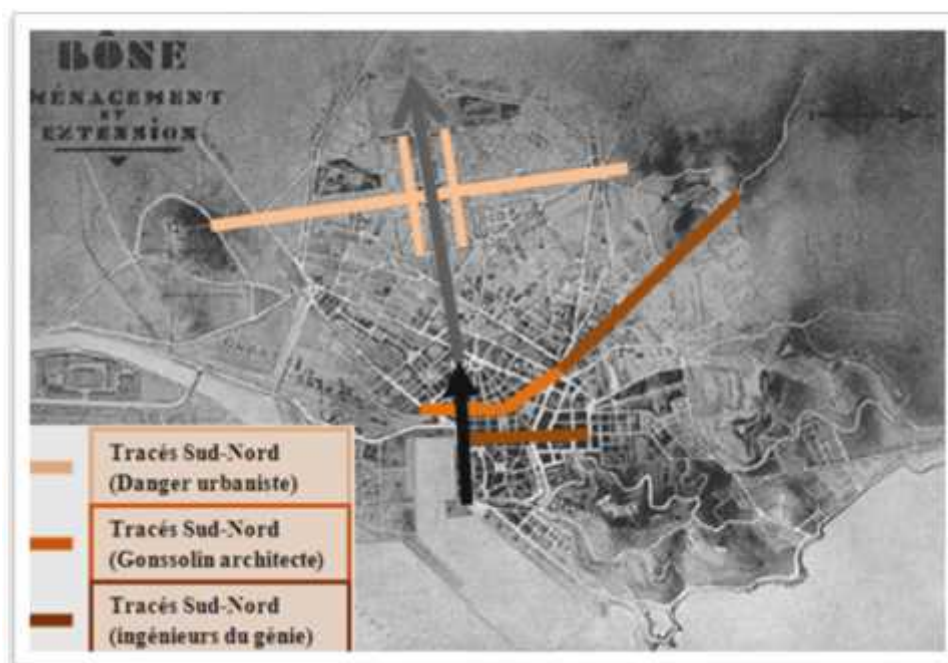 BÔNE
MÉNAGEMENT
ET
EXTENSION
Tracés Sud-Nord
(Danger urbaniste)
Tracés Sud-Nord
(Gonssolin architecte)
Tracés Sud-Nord
(ingénieurs du génie)